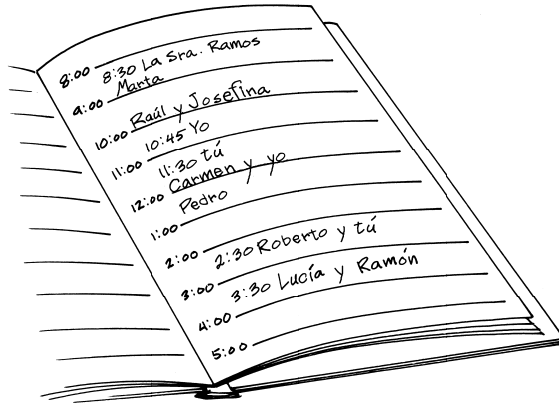 8:00
8:30 La Sra. Ramos
9:00 Marta
10:00 Raúl y Josefina
10:45 Yo
11:00
11:30 tú
12:00 Carmen y yo
1:00 Pedro
2:00
2:30 Roberto y tú
3:00
3:30 Lucía y Ramón
4:00
5:00